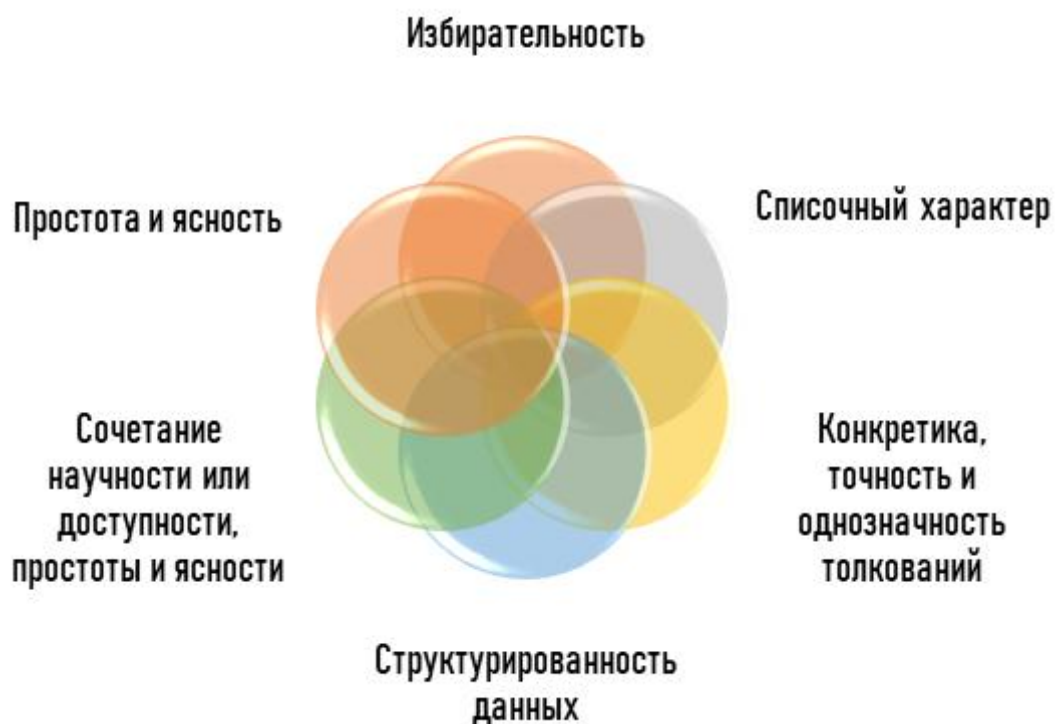 Избирательность
Простота и ясность
Списочный характер
Сочетание
научности или
доступности,
простоты и ясности
Конкретика,
точность и
однозначность
толкований
Структурированность
данных